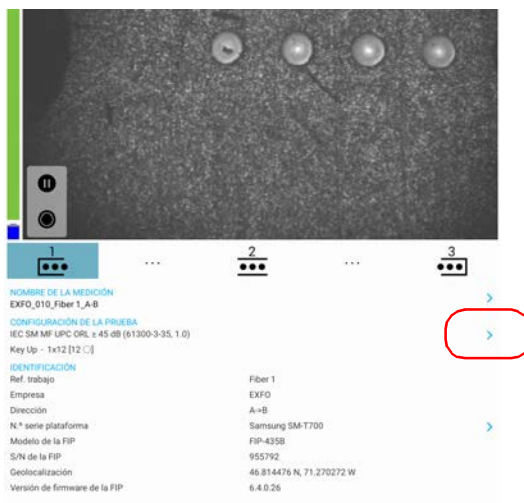 1
...
2
...
3
NOMBRE DE LA MEDICIÓN
EXFO_010_Fiber 1_A-B
CONFIGURACIÓN DE LA PRUEBA
IEC SM MF UPC ORL ≥ 45 dB (61300-3-35, 1.0)
Key Up - 1x12 [12 ○]
IDENTIFICACIÓN
Ref. trabajo Fiber 1
Empresa EXFO
Dirección A->B
N.º serie plataforma Samsung SM-T700
Modelo de la FIP FIP-435B
S/N de la FIP 955792
Geolocalización 46.814476 N, 71.270272 W
Versión de firmware de la FIP 6.4.0.26